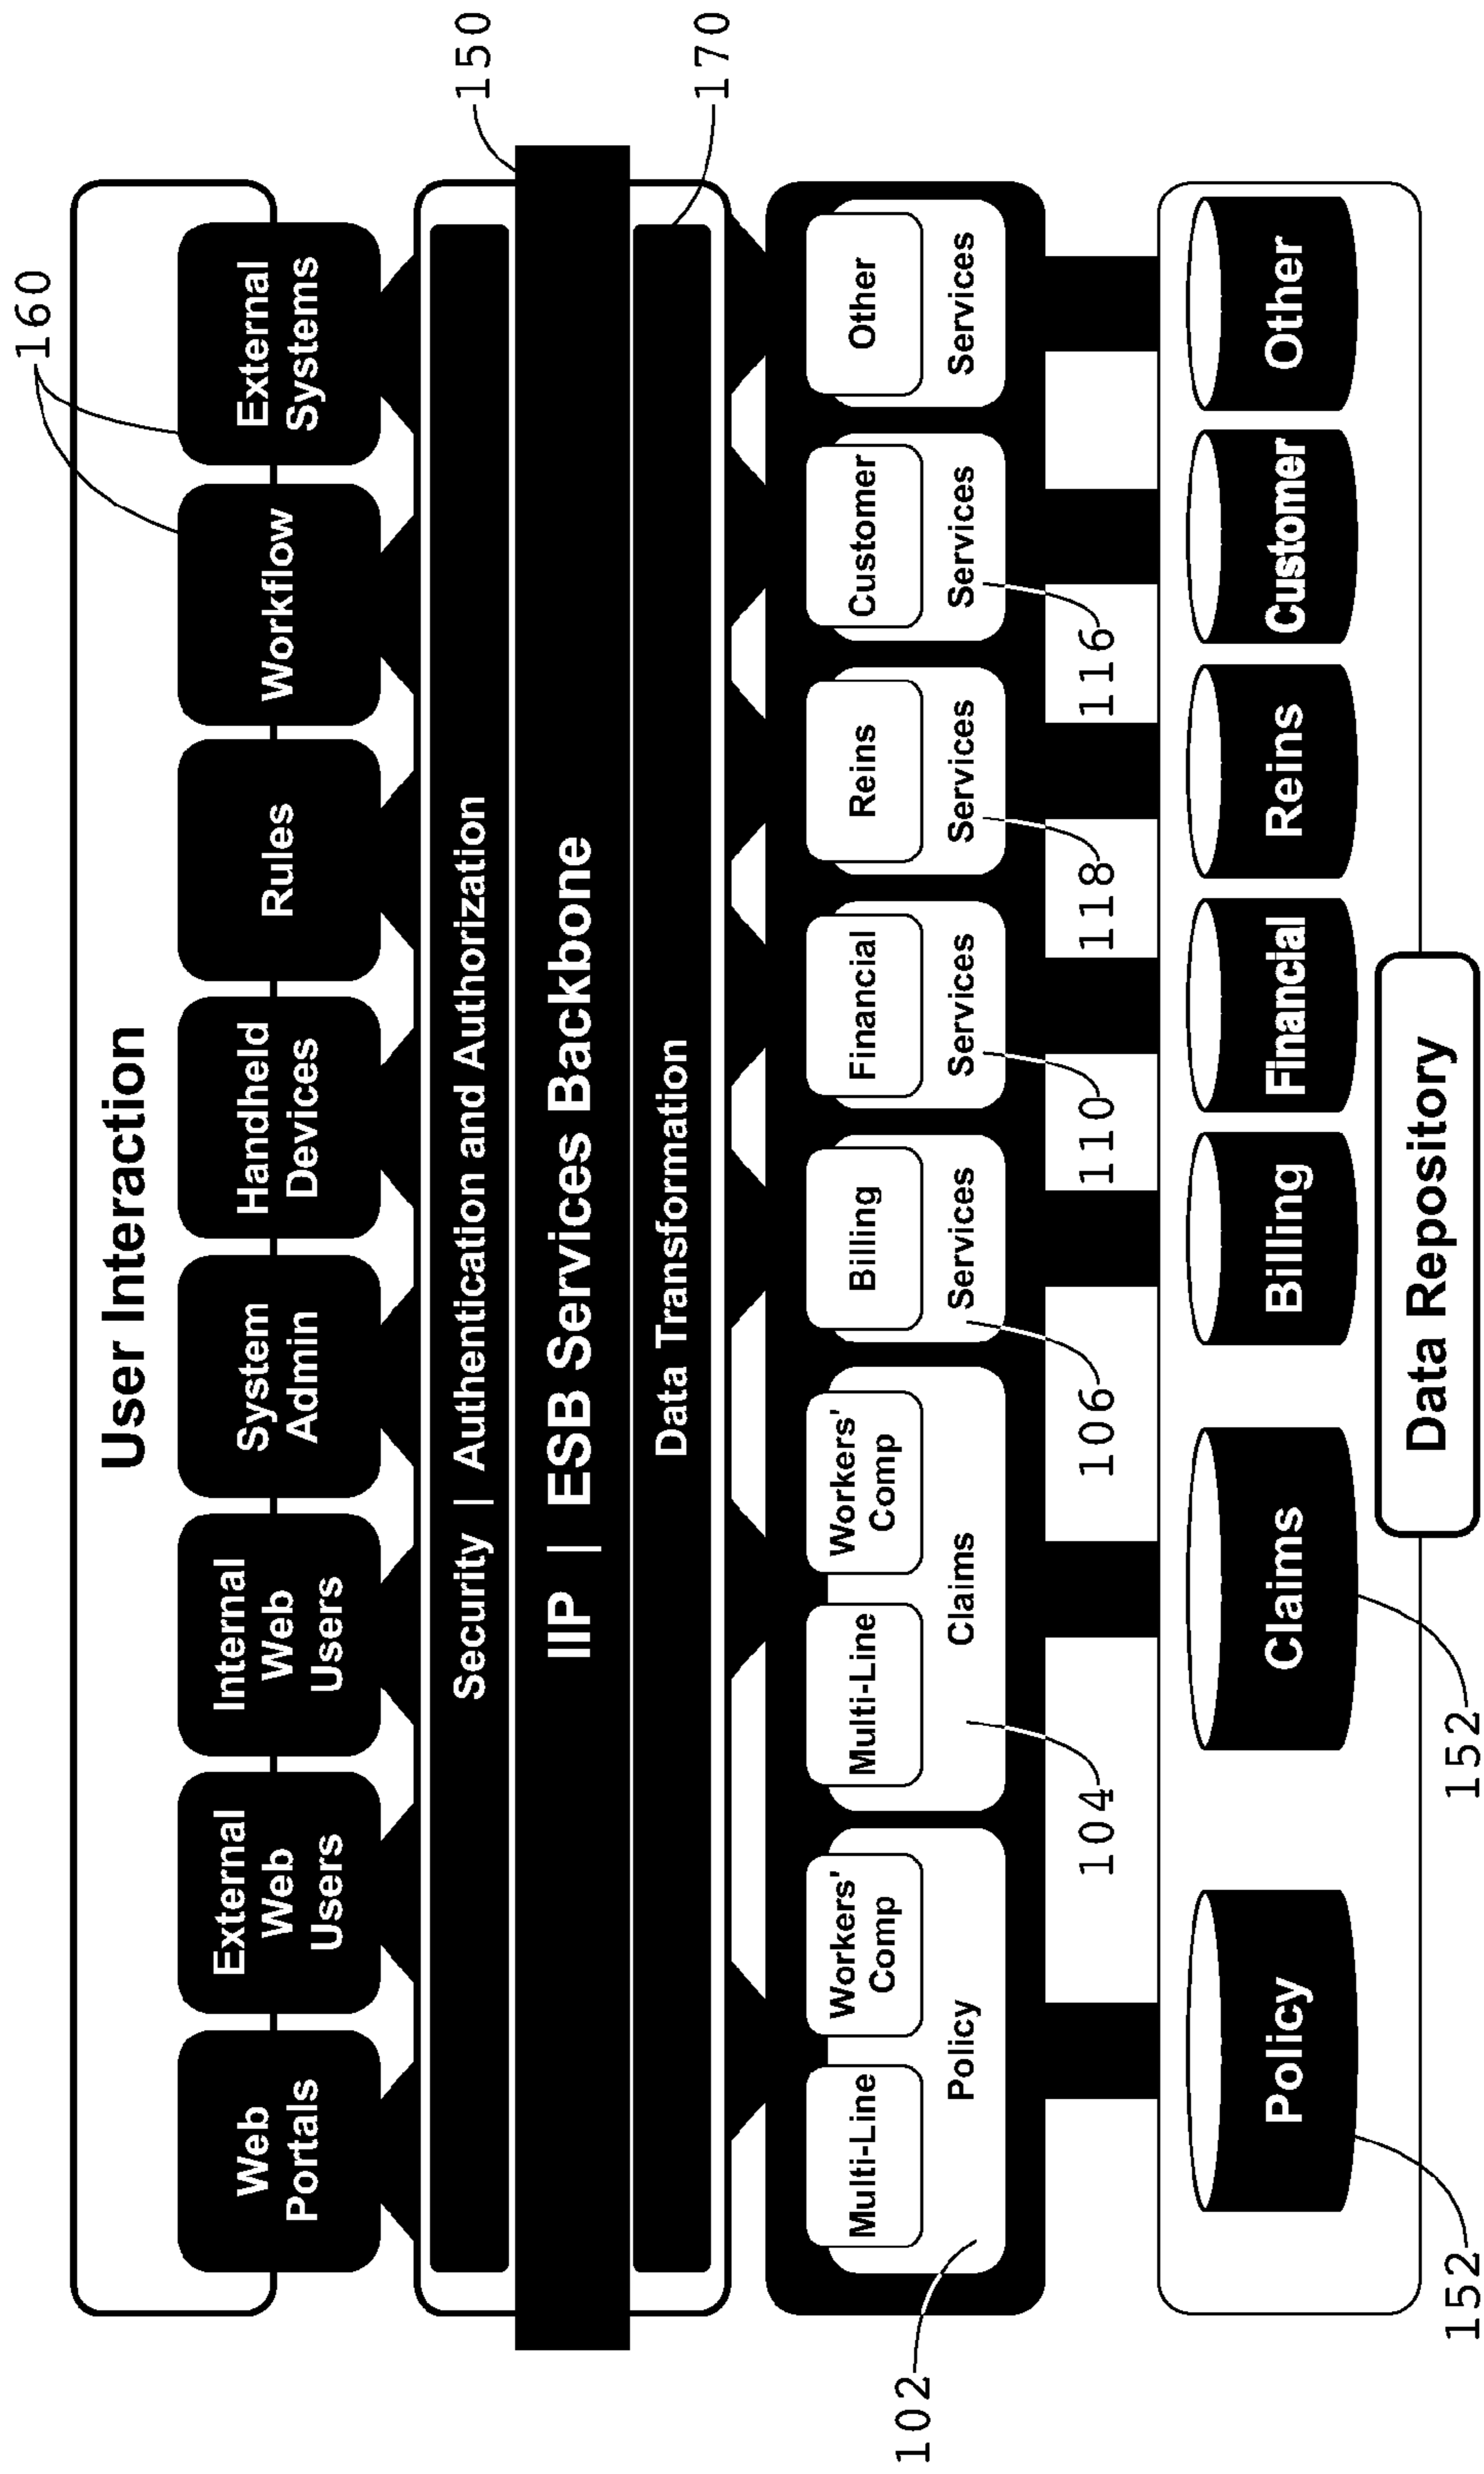 160
User Interaction
Web
Portals
External
Web
Users
Internal
Web
Users
System
Admin
Handheld
Devices
Rules
Workflow
External
Systems
150
Security | Authentication and Authorization
IIP | ESB Services Backbone
Data Transformation
170
102
Multi-Line
Workers'
Comp
Policy
Multi-Line
Workers'
Comp
Claims
Billing
Services
Financial
Services
Reins
Services
Customer
Services
Other
Services
104
106
110
118
116
Policy
Claims
Billing
Financial
Reins
Customer
Other
Data Repository
152
152